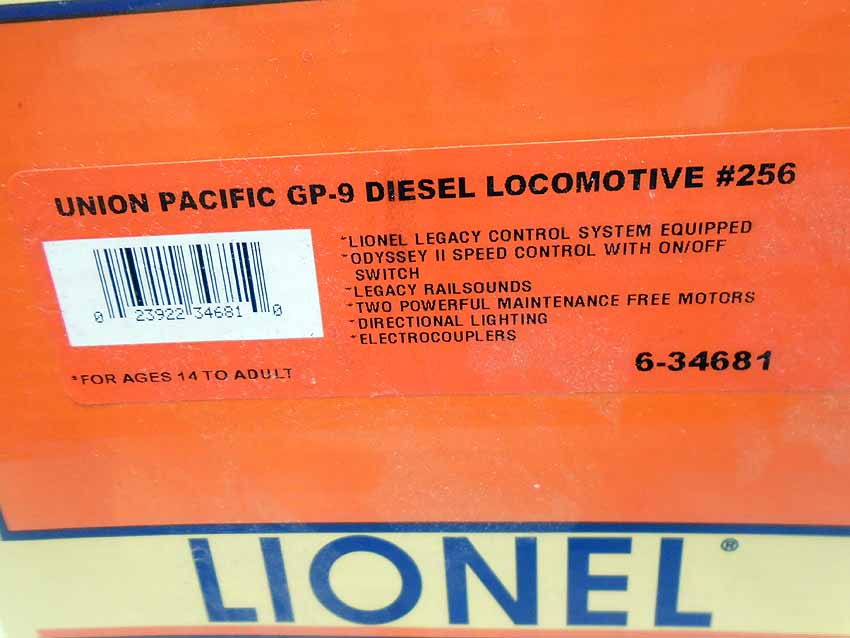 UNION PACIFIC GP-9 DIESEL LOCOMOTIVE #256
*LIONEL LEGACY CONTROL SYSTEM EQUIPPED
*ODYSSEY II SPEED CONTROL WITH ON/OFF
SWITCH
*LEGACY RAILSOUNDS
*TWO POWERFUL MAINTENANCE FREE MOTORS
*DIRECTIONAL LIGHTING
*ELECTROCOUPLERS
0 23922 34681 0
*FOR AGES 14 TO ADULT
6-34681
LIONEL®